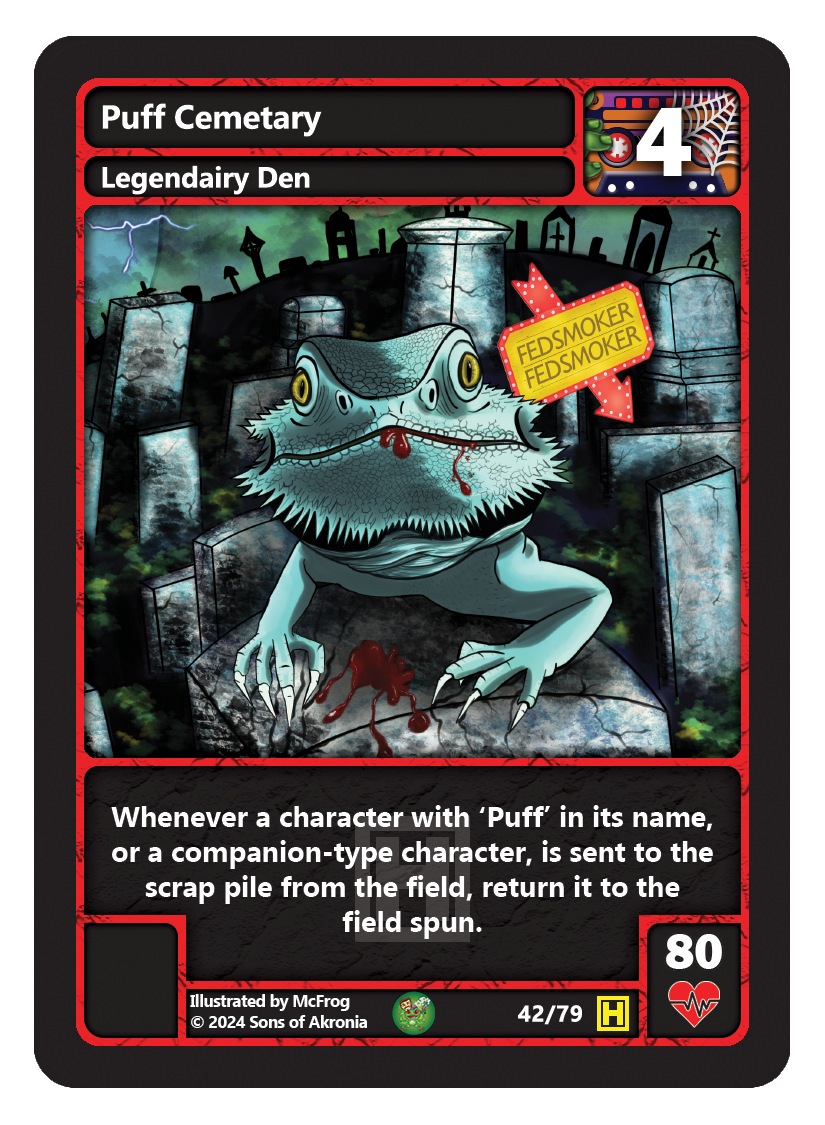 Puff Cemetary
4
Legendairy Den
FEDSMOKER
FEDSMOKER
Whenever a character with ‘Puff’ in its name,
or a companion-type character, is sent to the
scrap pile from the field, return it to the
field spun.
H
80
Illustrated by McFrog
© 2024 Sons of Akronia
42/79
H